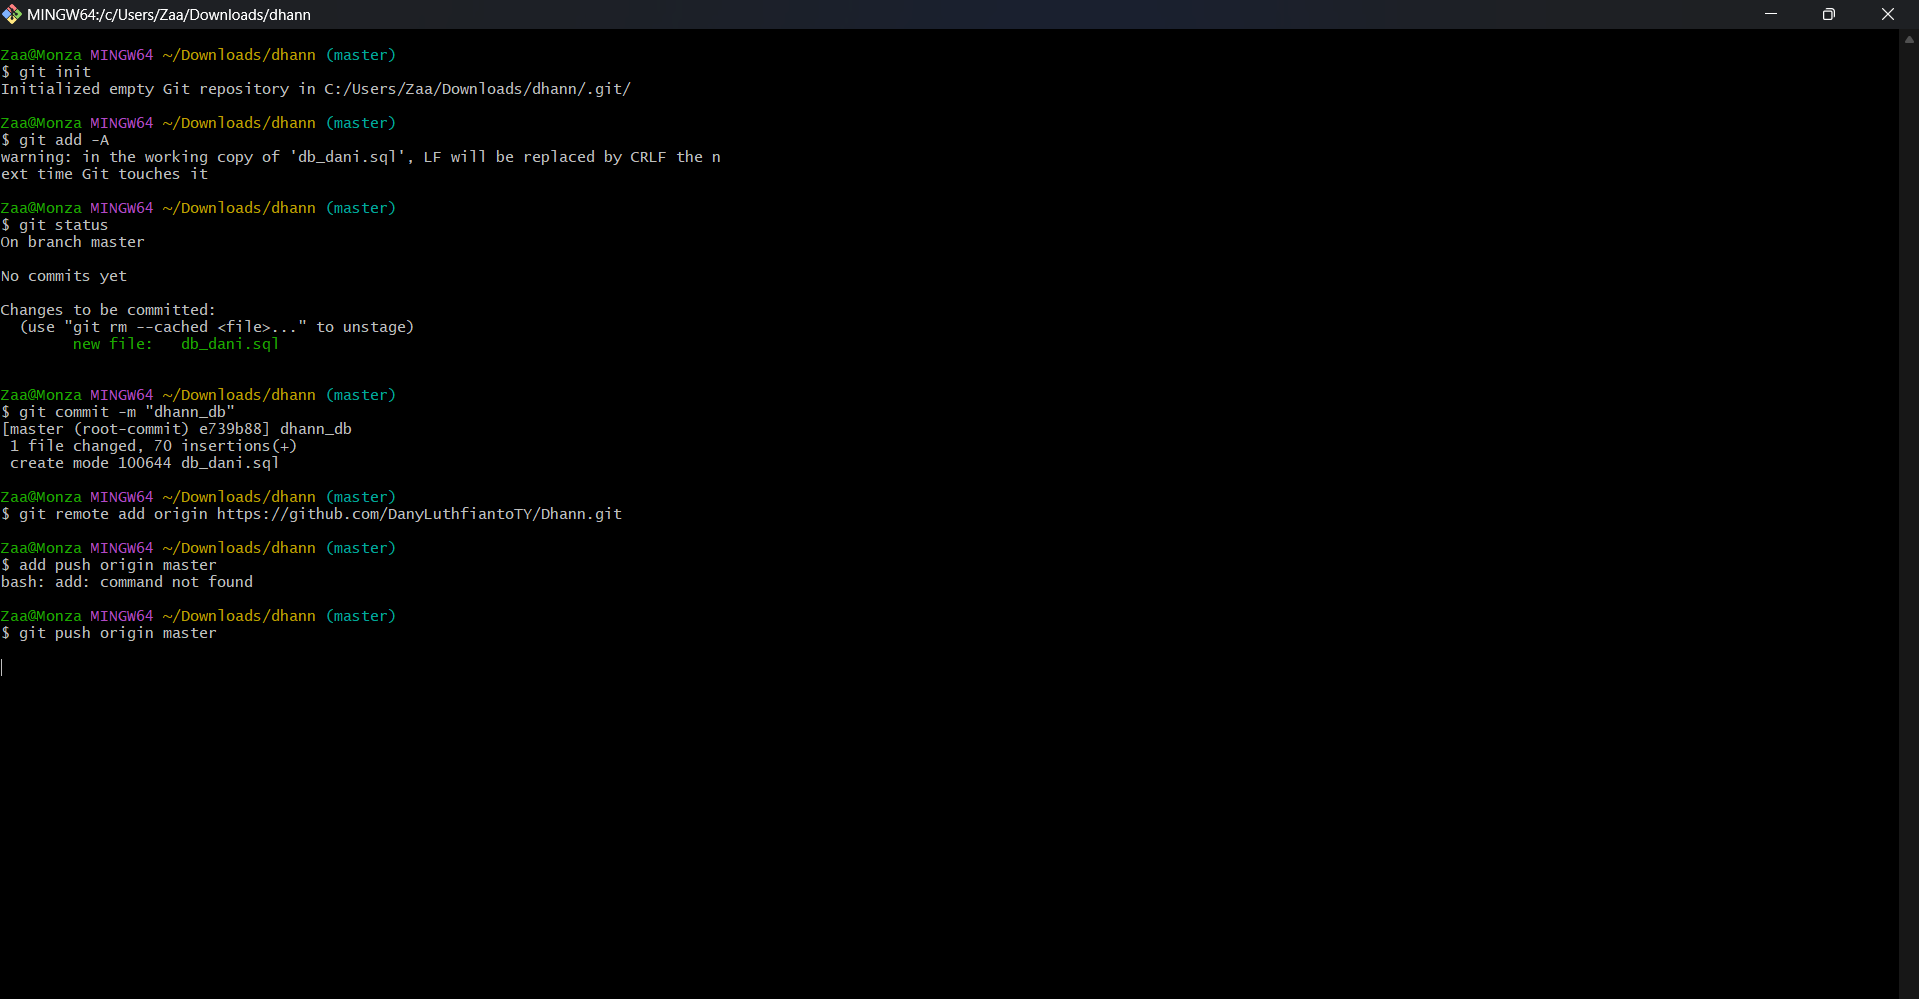 MINGW64:/c/Users/Zaa/Downloads/dhann
Zaa@Monza MINGW64 ~/Downloads/dhann (master)
$ git init
Initialized empty Git repository in C:/Users/Zaa/Downloads/dhann/.git/
Zaa@Monza MINGW64 ~/Downloads/dhann (master)
$ git add -A
warning: in the working copy of 'db_dani.sql', LF will be replaced by CRLF the n
ext time Git touches it
Zaa@Monza MINGW64 ~/Downloads/dhann (master)
$ git status
On branch master
No commits yet
Changes to be committed:
  (use "git rm --cached <file>..." to unstage)
        new file:   db_dani.sql
Zaa@Monza MINGW64 ~/Downloads/dhann (master)
$ git commit -m "dhann_db"
[master (root-commit) e739b88] dhann_db
 1 file changed, 70 insertions(+)
 create mode 100644 db_dani.sql
Zaa@Monza MINGW64 ~/Downloads/dhann (master)
$ git remote add origin https://github.com/DanyLuthfiantoTY/Dhann.git
Zaa@Monza MINGW64 ~/Downloads/dhann (master)
$ add push origin master
bash: add: command not found
Zaa@Monza MINGW64 ~/Downloads/dhann (master)
$ git push origin master